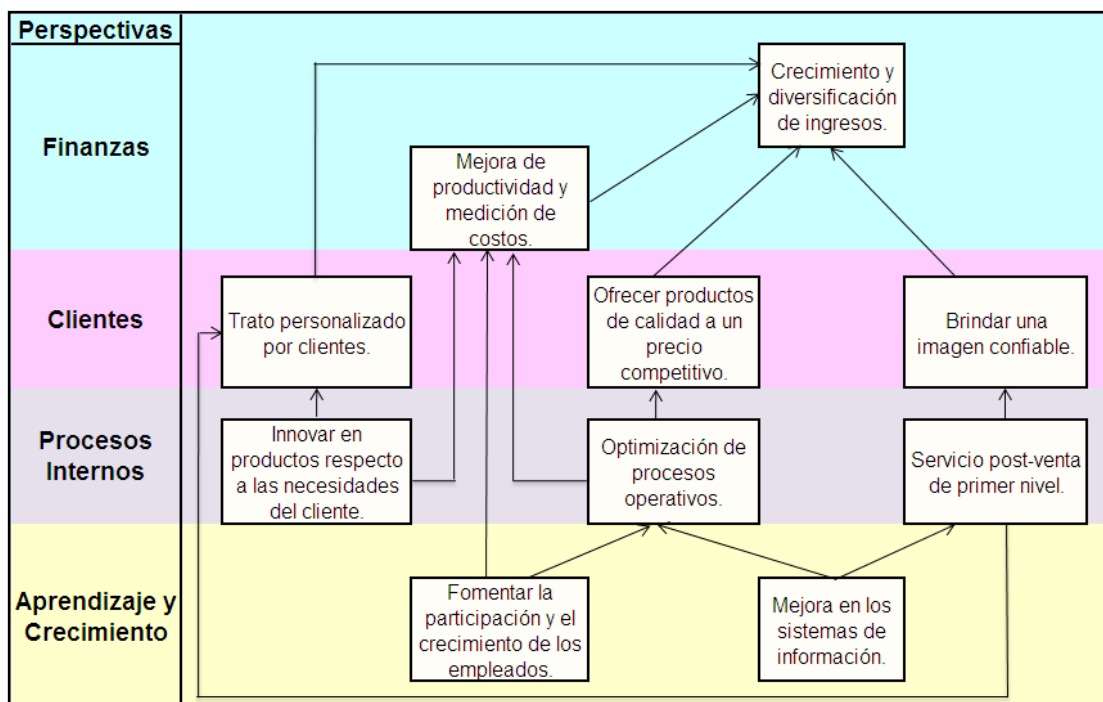 Perspectivas
Finanzas
Crecimiento y
diversificación
de ingresos.
Mejora de
productividad y
medición de
costos.
Clientes
Trato personalizado
por clientes.
Ofrecer productos
de calidad a un
precio
competitivo.
Brindar una
imagen confiable.
Procesos
Internos
Innovar en
productos respecto
a las necesidades
del cliente.
Optimización de
procesos
operativos.
Servicio post-venta
de primer nivel.
Aprendizaje y
Crecimiento
Fomentar la
participación y el
crecimiento de los
empleados.
Mejora en los
sistemas de
información.